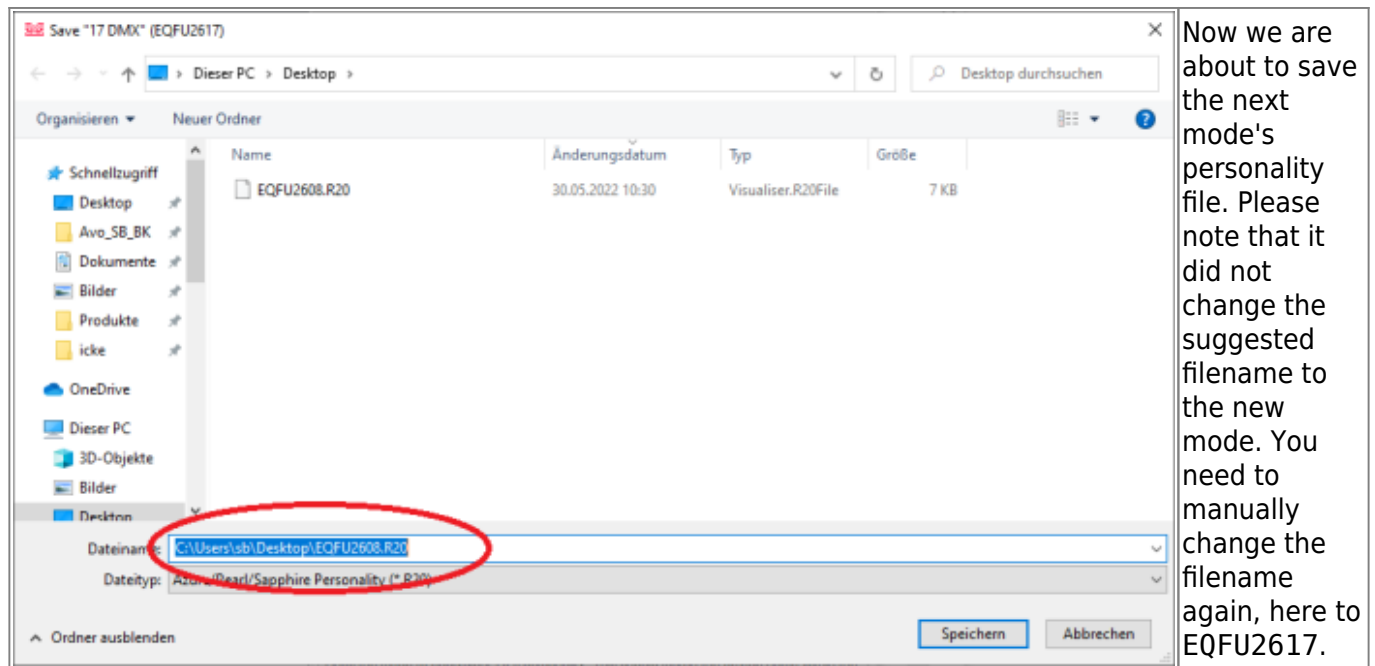 Save "17 DMX" (EQFU2617)
Dieser PC > Desktop >
Desktop durchsuchen
Organisieren
Neuer Ordner
Name
Änderungsdatum
Typ
Größe
EQFU2608.R20
30.05.2022 10:30
Visualiser.R20File
7 KB
Schnellzugriff
Desktop
Avo_SB_BK
Dokumente
Bilder
Produkte
icke
OneDrive
Dieser PC
3D-Objekte
Bilder
Desktop
Dateiname: C:\Users\sb\Desktop\EQFU2608.R20
Dateityp: Azure/Pearl/Sapphire Personality (*.R20)
Ordner ausblenden
Speichern
Abbrechen
Now we are
about to save
the next
mode's
personality
file. Please
note that it
did not
change the
suggested
filename to
the new
mode. You
need to
manually
change the
filename
again, here to
EQFU2617.